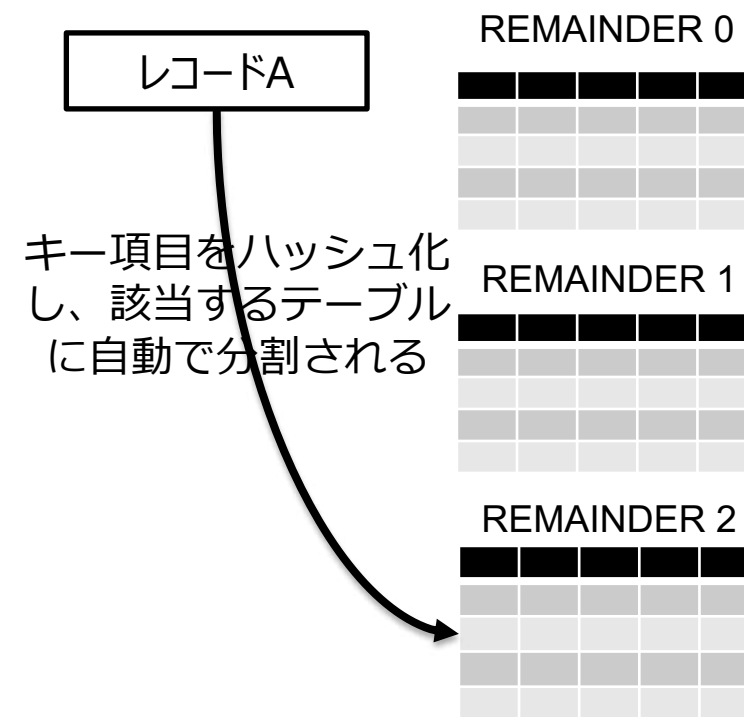 レコードA
キー項目をハッシュ化
し、該当するテーブル
に自動で分割される
REMAINDER 0
REMAINDER 1
REMAINDER 2